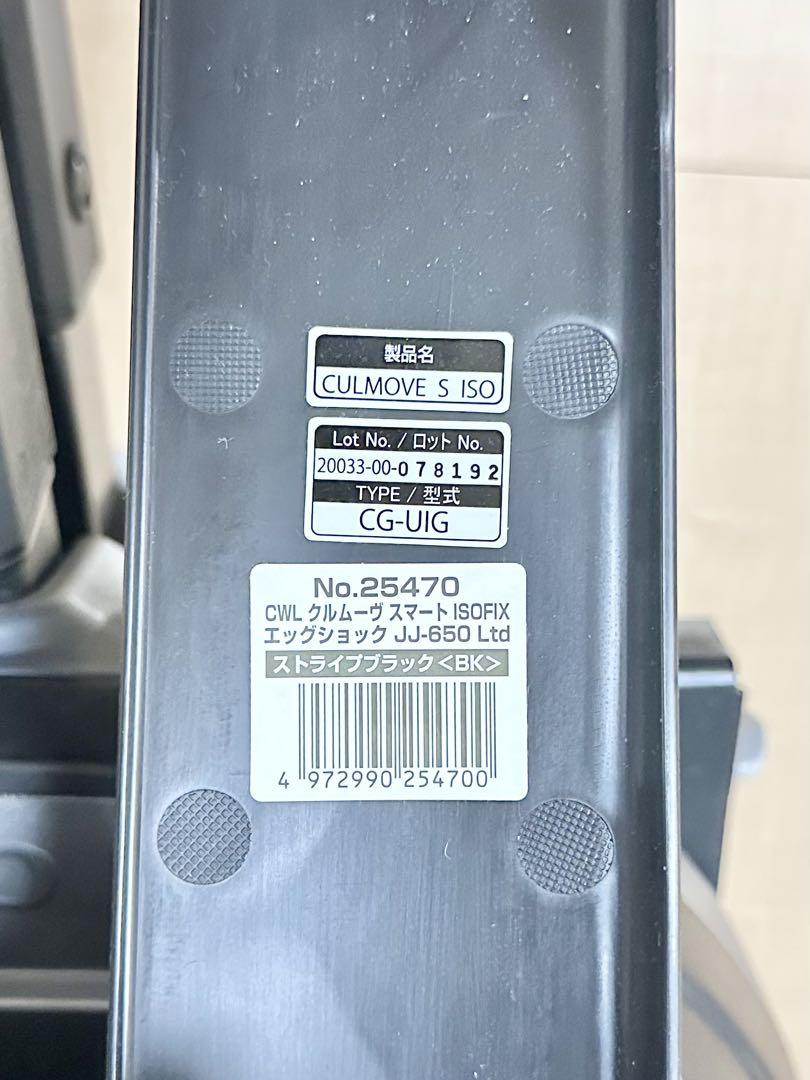 製品名
CULMOVE S ISO
Lot No. / ロット No.
20033-00-078192
TYPE / 型式
CG-UIG
No.25470
CWL クルムーヴ スマート ISOFIX
エッグショック JJ-650 Ltd
ストライプブラック<BK>
4 972990 254700